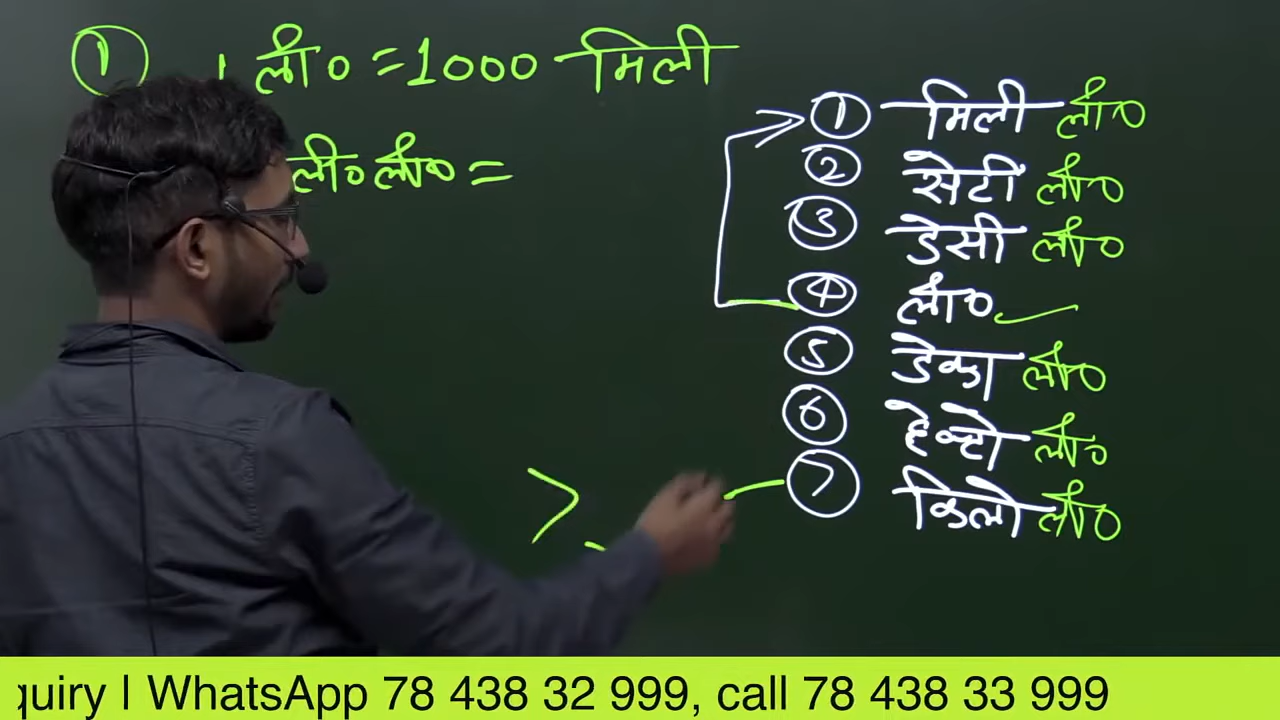 ① 1 ली० = 1000 मिली
ली० ली० =
① मिली ली०
② सेटीं ली०
③ डेसी ली०
④ ली०
⑤ डेका ली०
⑥ हेक्टो ली०
⑦ किलो ली०
quiry I WhatsApp 78 438 32 999, call 78 438 33 999